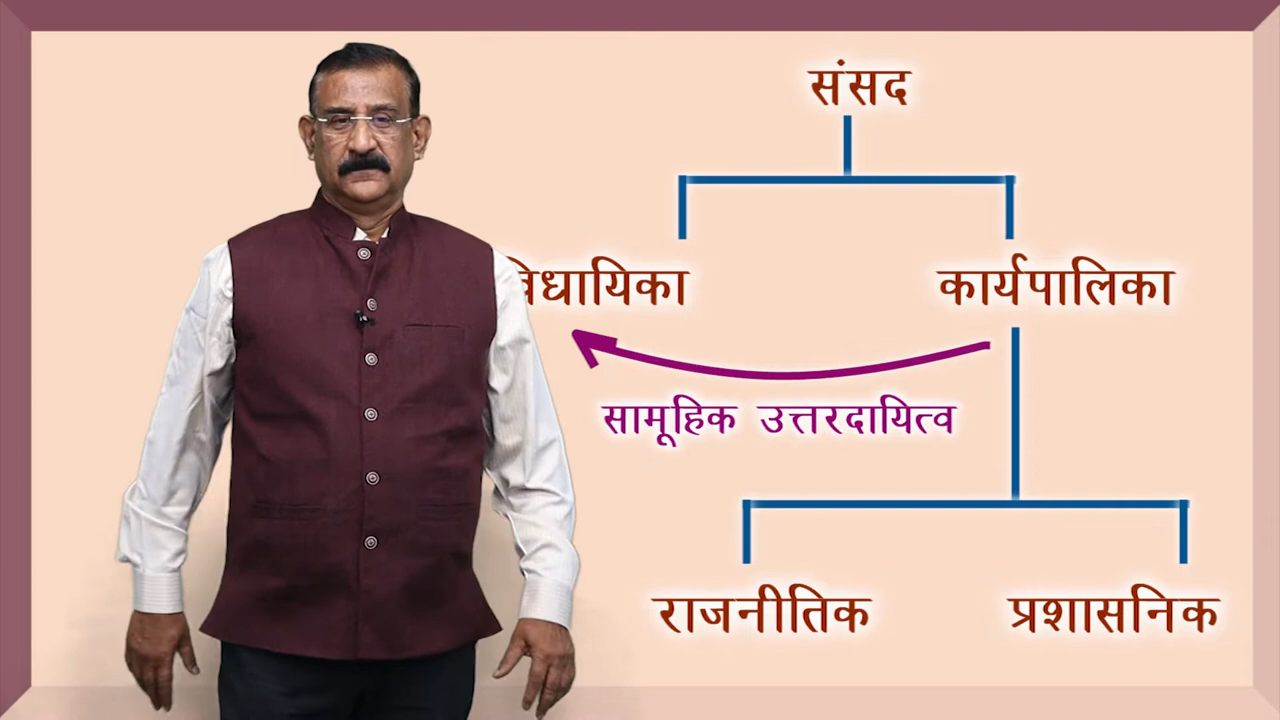 संसद
विधायिका कार्यपालिका
सामूहिक उत्तरदायित्व
राजनीतिक प्रशासनिक